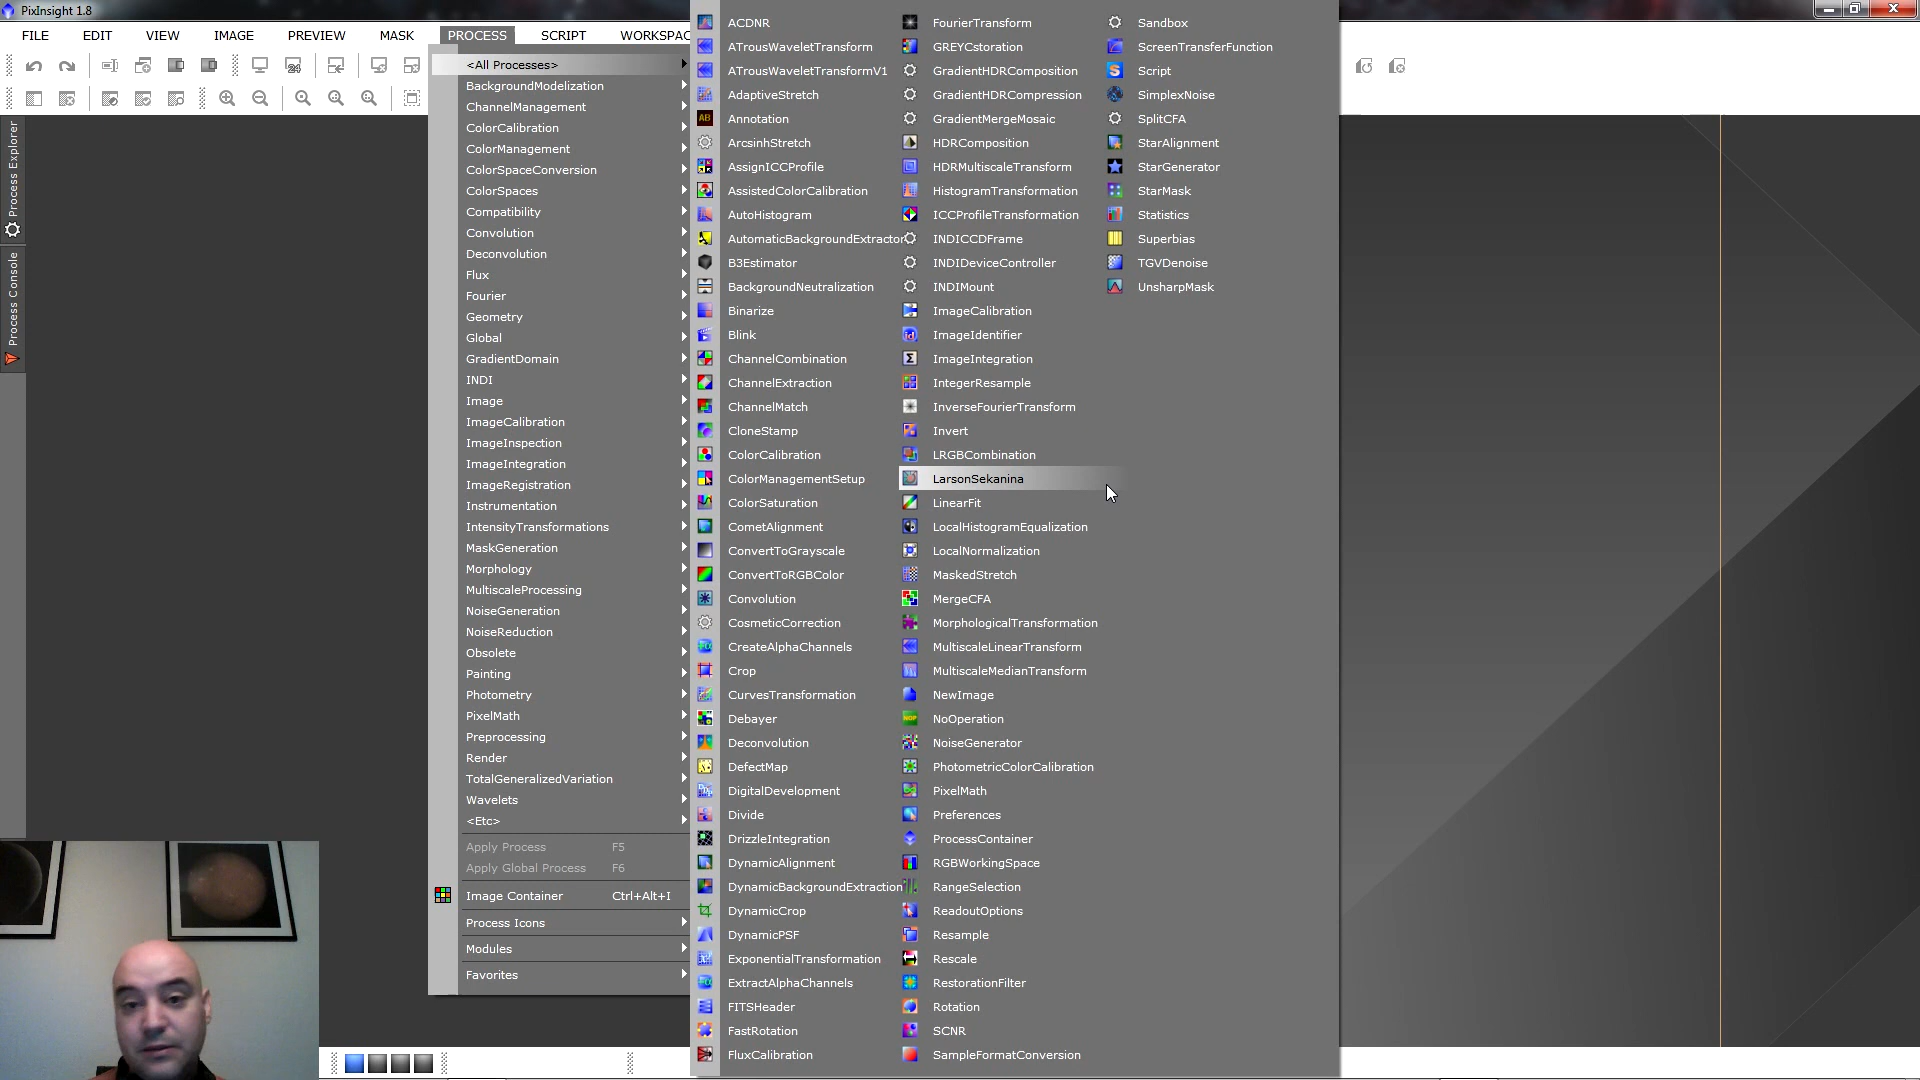 PixInsight 1.8
FILE EDIT VIEW IMAGE PREVIEW MASK PROCESS SCRIPT WORKSPAC
Process Explorer
Process Console
<All Processes>
BackgroundModelization
ChannelManagement
ColorCalibration
ColorManagement
ColorSpaceConversion
ColorSpaces
Compatibility
Convolution
Deconvolution
Flux
Fourier
Geometry
Global
GradientDomain
INDI
Image
ImageCalibration
ImageInspection
ImageIntegration
ImageRegistration
Instrumentation
IntensityTransformations
MaskGeneration
Morphology
MultiscaleProcessing
NoiseGeneration
NoiseReduction
Obsolete
Painting
Photometry
PixelMath
Preprocessing
Render
TotalGeneralizedVariation
Wavelets
<Etc>
Apply Process F5
Apply Global Process F6
Image Container Ctrl+Alt+I
Process Icons
Modules
Favorites
ACDNR
ATrousWaveletTransform
ATrousWaveletTransformV1
AdaptiveStretch
Annotation
ArcsinhStretch
AssignICCProfile
AssistedColorCalibration
AutoHistogram
AutomaticBackgroundExtractor
B3Estimator
BackgroundNeutralization
Binarize
Blink
ChannelCombination
ChannelExtraction
ChannelMatch
CloneStamp
ColorCalibration
ColorManagementSetup
ColorSaturation
CometAlignment
ConvertToGrayscale
ConvertToRGBColor
Convolution
CosmeticCorrection
CreateAlphaChannels
Crop
CurvesTransformation
Debayer
Deconvolution
DefectMap
DigitalDevelopment
Divide
DrizzleIntegration
DynamicAlignment
DynamicBackgroundExtraction
DynamicCrop
DynamicPSF
ExponentialTransformation
ExtractAlphaChannels
FITSHeader
FastRotation
FluxCalibration
FourierTransform
GREYCstoration
GradientHDRComposition
GradientHDRCompression
GradientMergeMosaic
HDRComposition
HDRMultiscaleTransform
HistogramTransformation
ICCProfileTransformation
INDICCDFrame
INDIDeviceController
INDIMount
ImageCalibration
ImageIdentifier
ImageIntegration
IntegerResample
InverseFourierTransform
Invert
LRGBCombination
LarsonSekanina
LinearFit
LocalHistogramEqualization
LocalNormalization
MaskedStretch
MergeCFA
MorphologicalTransformation
MultiscaleLinearTransform
MultiscaleMedianTransform
NewImage
NoOperation
NoiseGenerator
PhotometricColorCalibration
PixelMath
Preferences
ProcessContainer
RGBWorkingSpace
RangeSelection
ReadoutOptions
Resample
Rescale
RestorationFilter
Rotation
SCNR
SampleFormatConversion
Sandbox
ScreenTransferFunction
Script
SimplexNoise
SplitCFA
StarAlignment
StarGenerator
StarMask
Statistics
Superbias
TGVDenoise
UnsharpMask